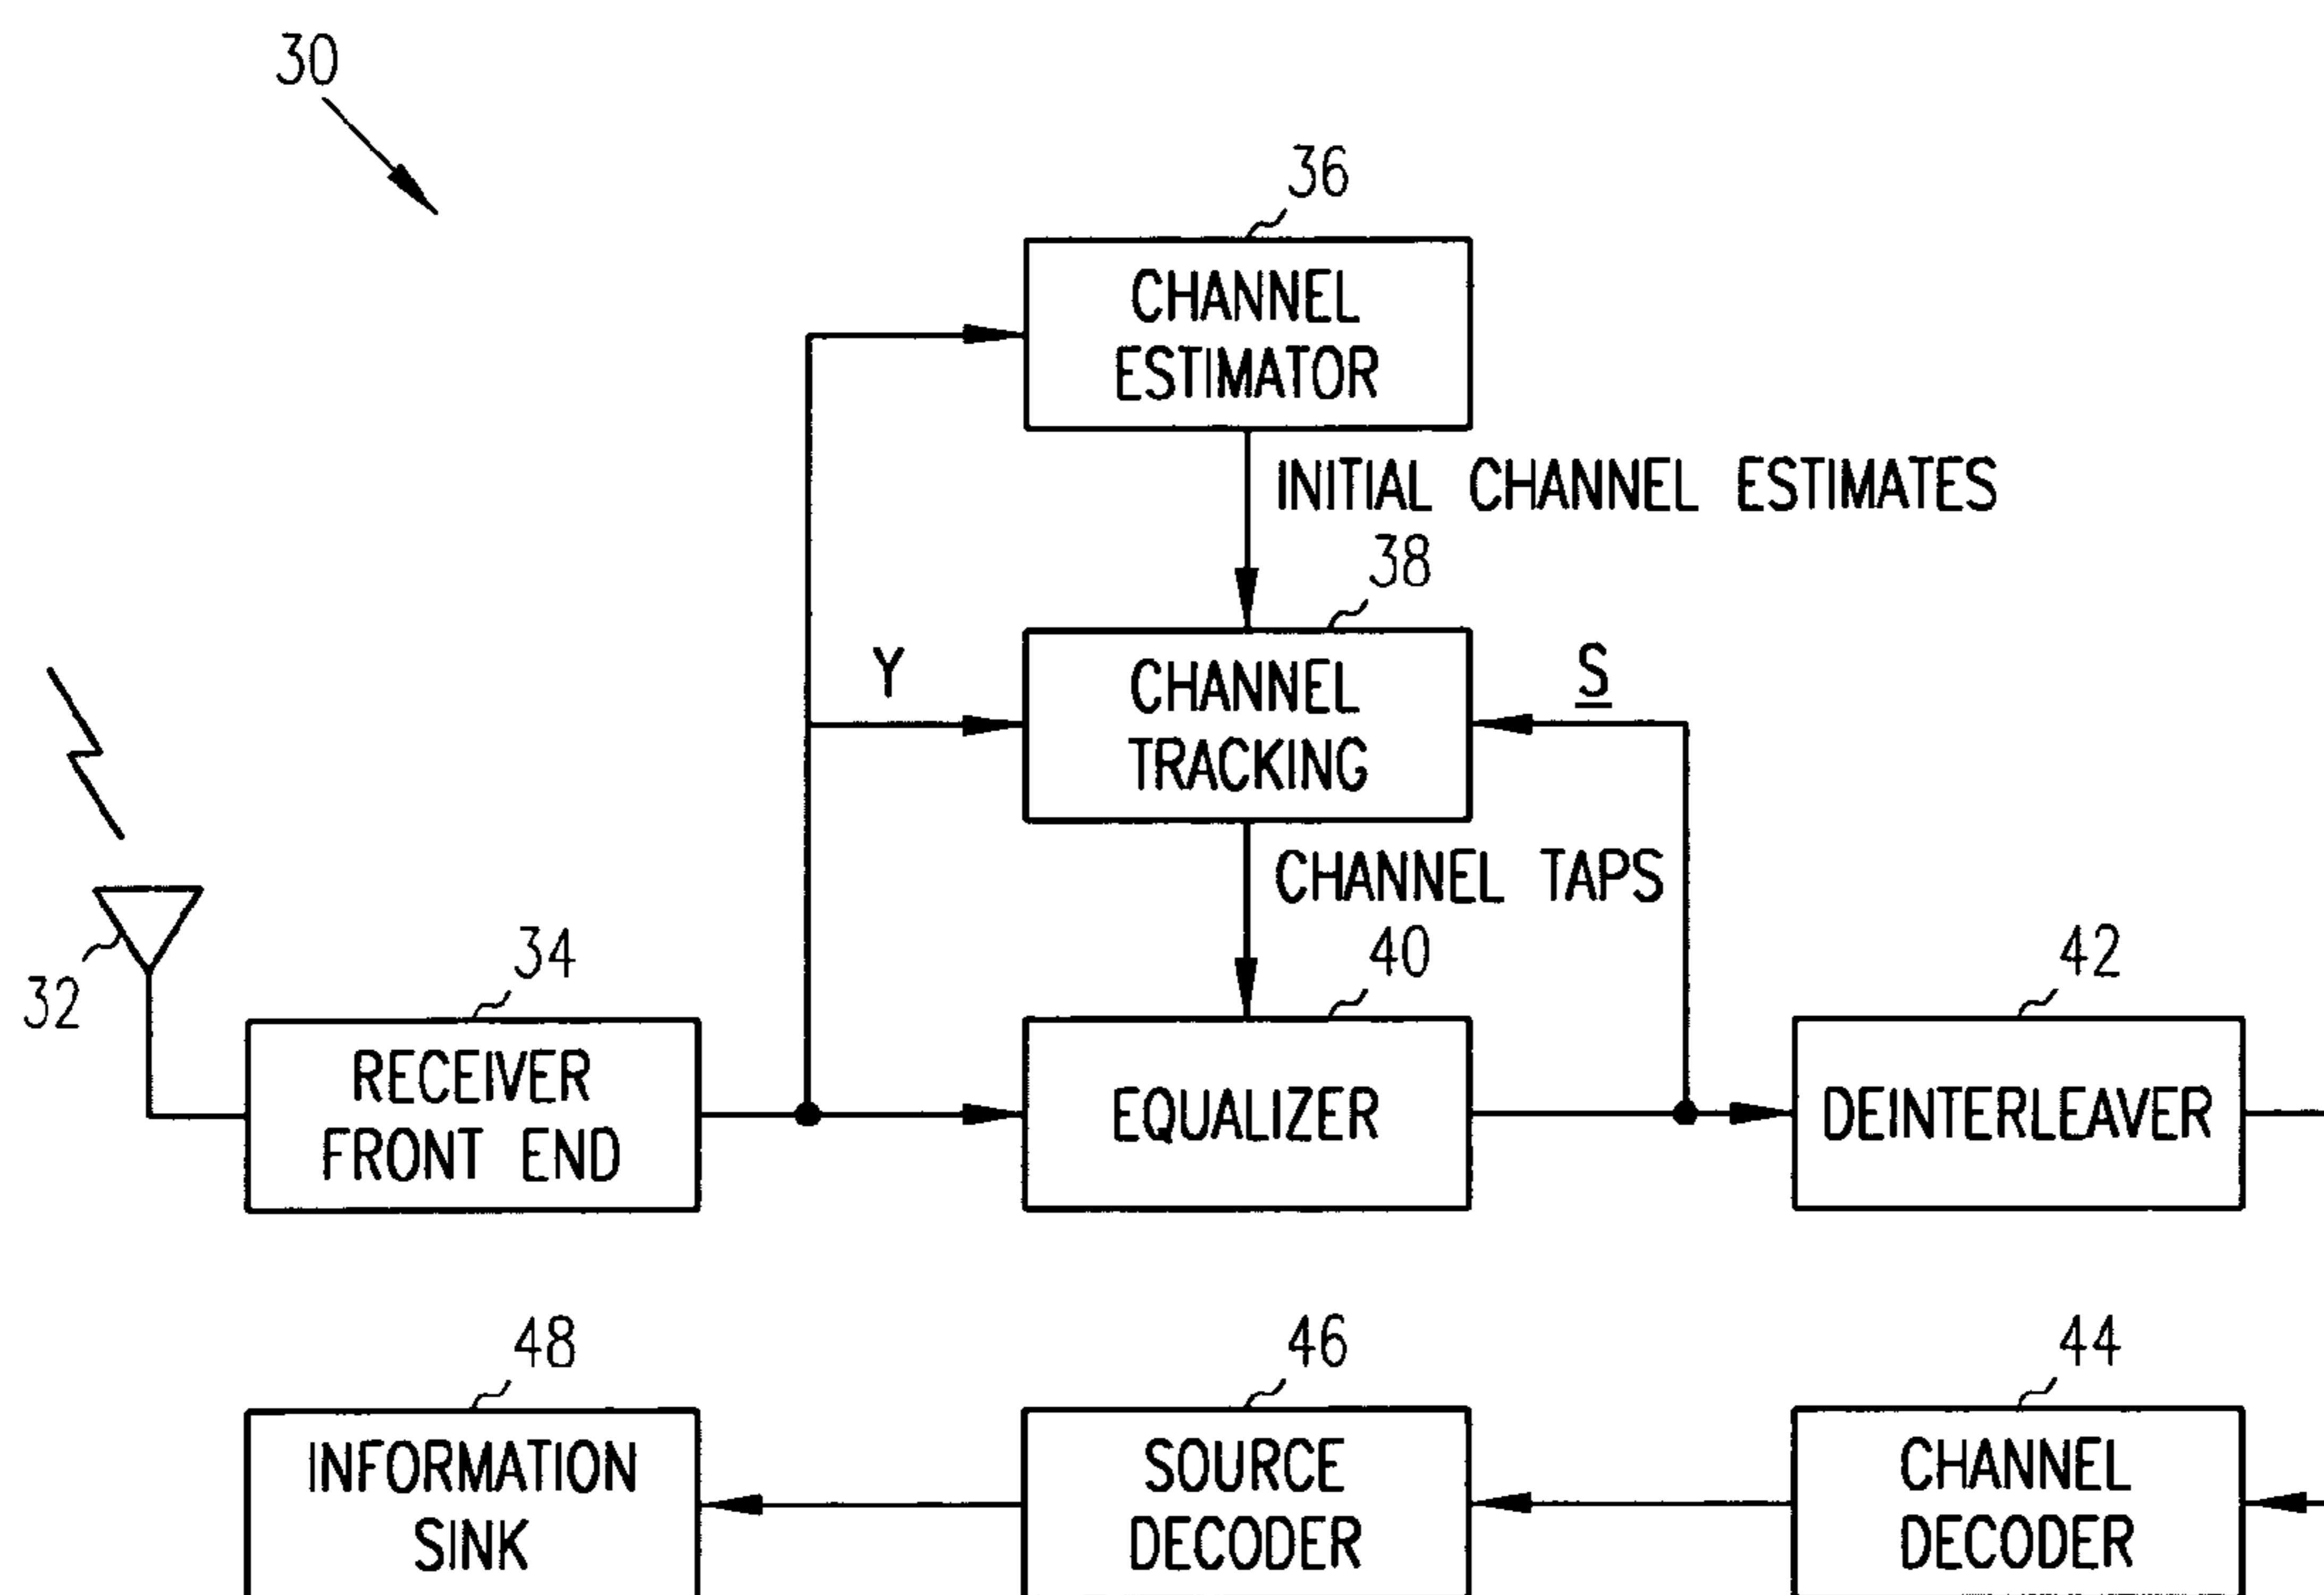 30
36
CHANNEL
ESTIMATOR
INITIAL CHANNEL ESTIMATES
38
Y
CHANNEL
TRACKING
S
CHANNEL TAPS
32
34
RECEIVER
FRONT END
40
EQUALIZER
42
DEINTERLEAVER
48
INFORMATION
SINK
46
SOURCE
DECODER
44
CHANNEL
DECODER